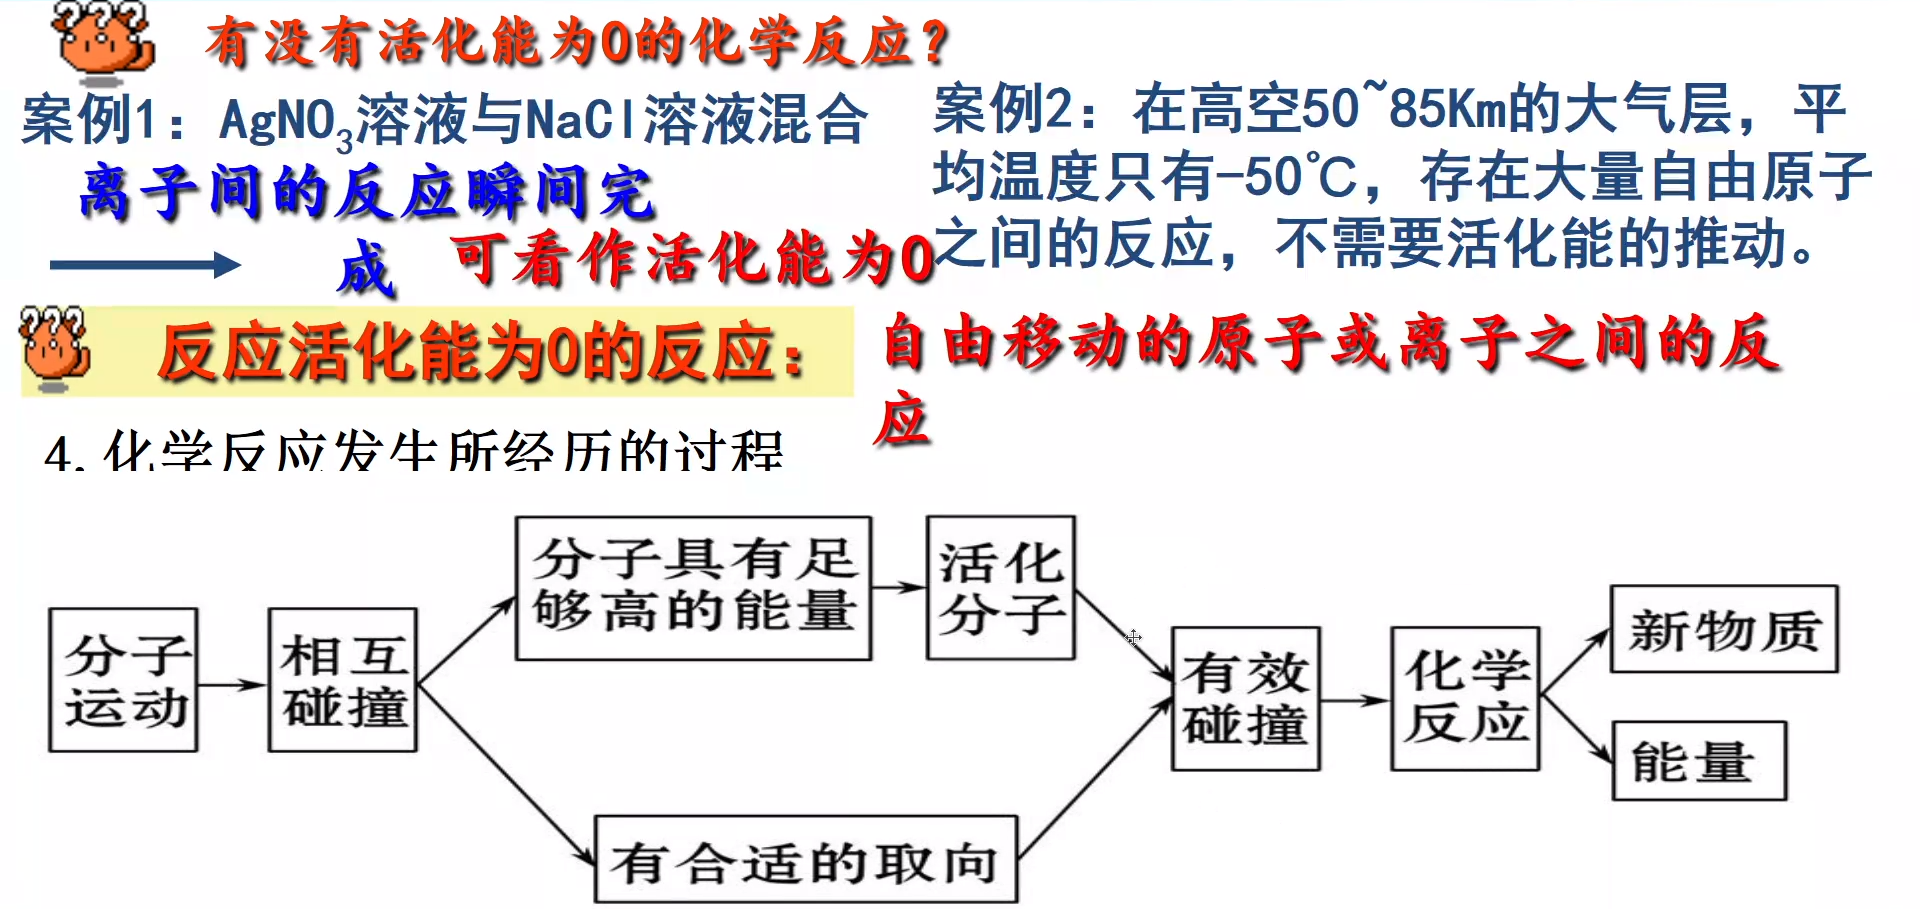 有没有活化能为0的化学反应？
案例1：AgNO₃溶液与NaCl溶液混合
离子间的反应瞬间完
成
可看作活化能为0
案例2：在高空50~85Km的大气层，平
均温度只有-50℃，存在大量自由原子
之间的反应，不需要活化能的推动。
反应活化能为0的反应：
自由移动的原子或离子之间的反
应
4.化学反应发生所经历的过程
分子
运动
相互
碰撞
分子具有足
够高的能量
活化
分子
有合适的取向
有效
碰撞
化学
反应
新物质
能量